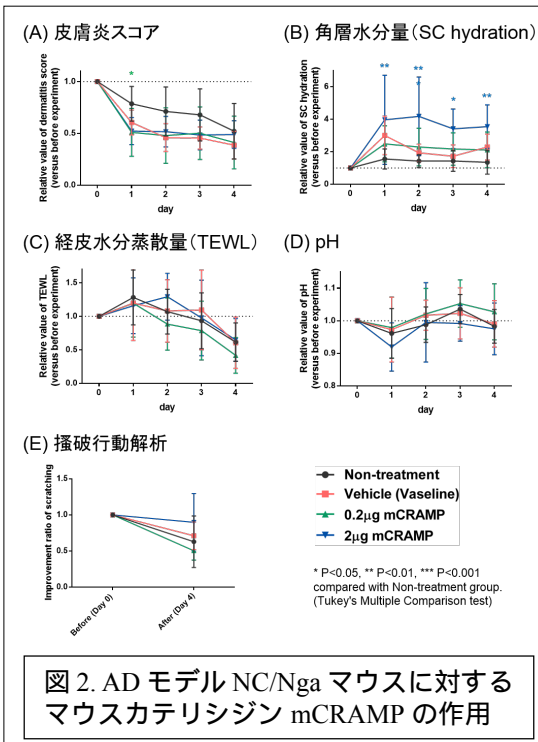 (A) 皮膚炎スコア
*
1.0
0.5
0.0
Relative value of dermatitis score
(versus before experiment)
0 1 2 3 4
day
(B) 角層水分量(SC hydration)
** ** * * **
6
4
2
0
Relative value of SC hydration
(versus before experiment)
0 1 2 3 4
day
(C) 経皮水分蒸散量(TEWL)
1.5
1.0
0.5
0.0
Relative value of TEWL
(versus before experiment)
0 1 2 3 4
day
(D) pH
1.1
1.0
0.9
0.8
Relative value of pH
(versus before experiment)
0 1 2 3 4
day
(E) 掻破行動解析
1.5
1.0
0.5
0.0
Improvement ratio of scratching
Before (Day 0)
After (Day 4)
Non-treatment
Vehicle (Vaseline)
0.2μg mCRAMP
2μg mCRAMP
* P<0.05, ** P<0.01, *** P<0.001
compared with Non-treatment group.
(Tukey's Multiple Comparison test)
図 2. AD モデル NC/Nga マウスに対する
マウスカテリシジン mCRAMP の作用